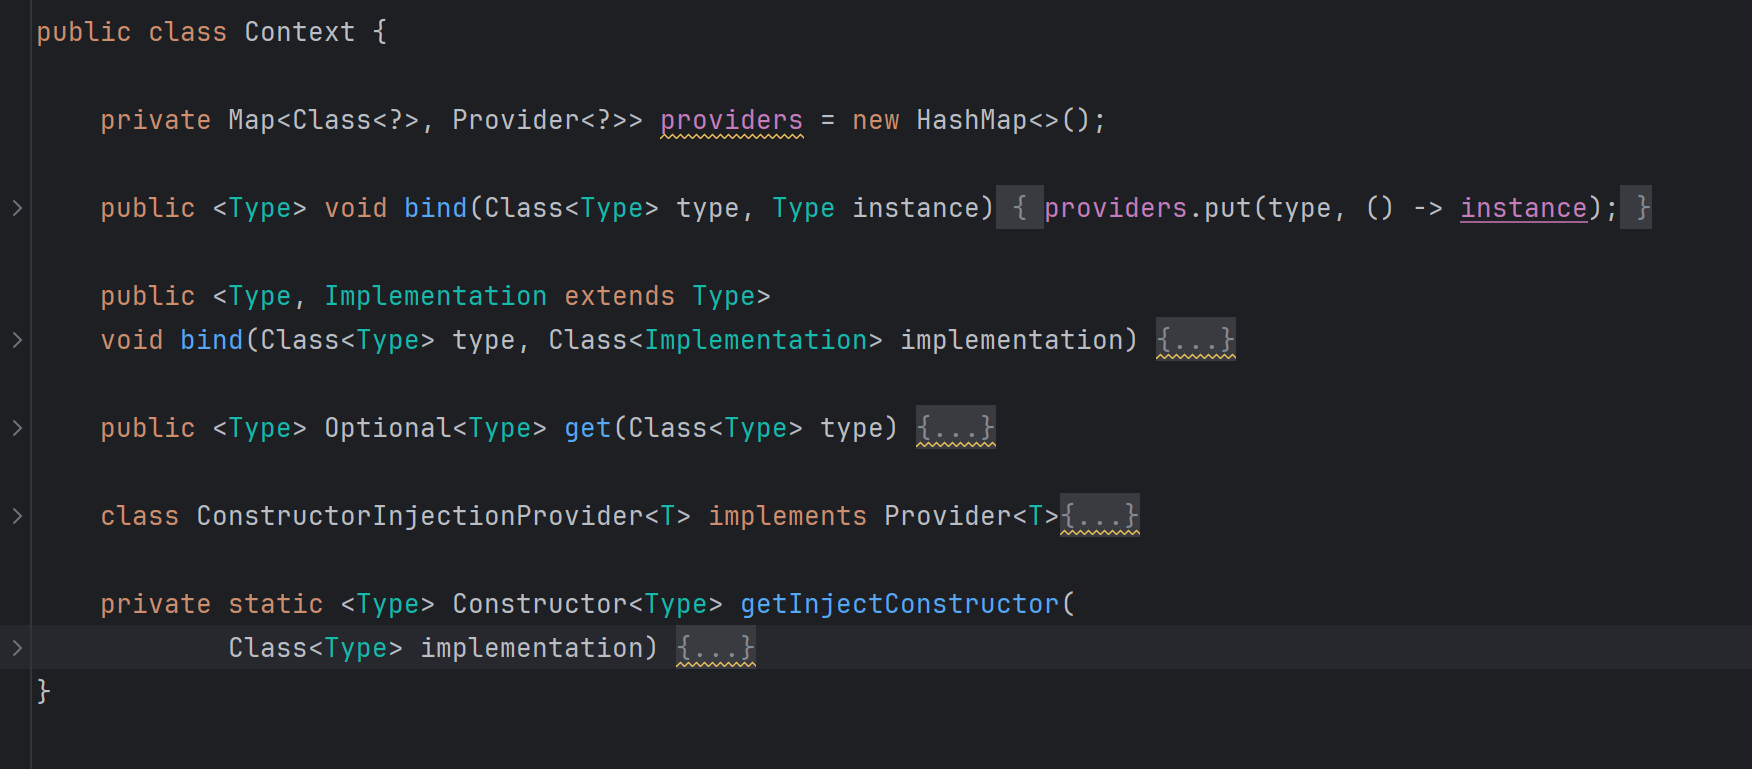 public class Context {
private Map<Class<?>, Provider<?>> providers = new HashMap<>();
public <Type> void bind(Class<Type> type, Type instance) { providers.put(type, () -> instance); }
public <Type, Implementation extends Type>
void bind(Class<Type> type, Class<Implementation> implementation) {...}
public <Type> Optional<Type> get(Class<Type> type) {...}
class ConstructorInjectionProvider<T> implements Provider<T>{...}
private static <Type> Constructor<Type> getInjectConstructor(
Class<Type> implementation) {...}
}